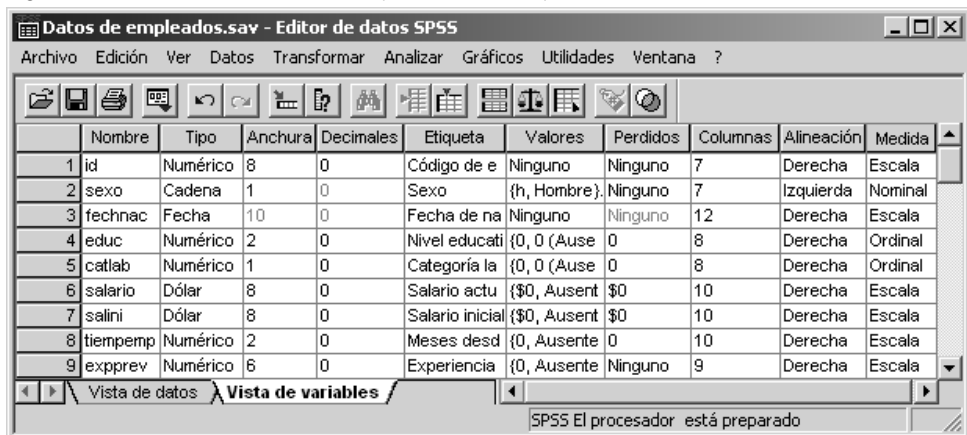 Datos de empleados.sav - Editor de datos SPSS
Archivo Edición Ver Datos Transformar Analizar Gráficos Utilidades Ventana ?
Nombre Tipo Anchura Decimales Etiqueta Valores Perdidos Columnas Alineación Medida
1 id Numérico 8 0 Código de e Ninguno Ninguno 7 Derecha Escala
2 sexo Cadena 1 0 Sexo {h, Hombre}. Ninguno 7 Izquierda Nominal
3 fechnac Fecha 10 0 Fecha de na Ninguno Ninguno 12 Derecha Escala
4 educ Numérico 2 0 Nivel educati {0, 0 (Ause 0 8 Derecha Ordinal
5 catlab Numérico 1 0 Categoría la {0, 0 (Ause 0 8 Derecha Ordinal
6 salario Dólar 8 0 Salario actu {$0, Ausent $0 10 Derecha Escala
7 salini Dólar 8 0 Salario inicial {$0, Ausent $0 10 Derecha Escala
8 tiempemp Numérico 2 0 Meses desd {0, Ausente 0 10 Derecha Escala
9 expprev Numérico 6 0 Experiencia {0, Ausente Ninguno 9 Derecha Escala
Vista de datos Vista de variables
SPSS El procesador está preparado